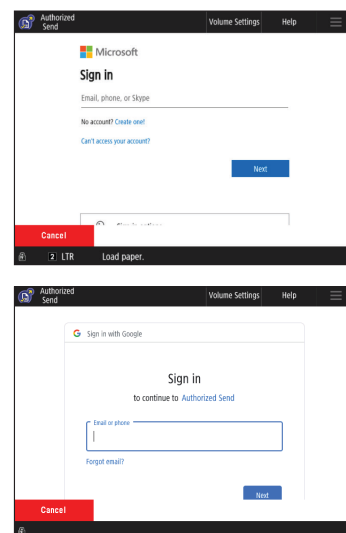 Authorized
Send
Volume Settings
Help
Microsoft
Sign in
Email, phone, or Skype
No account? Create one!
Can't access your account?
Next
Cancel
2 LTR
Load paper.
Authorized
Send
Volume Settings
Help
G Sign in with Google
Sign in
to continue to Authorized Send
Email or phone
Forgot email?
Next
Cancel